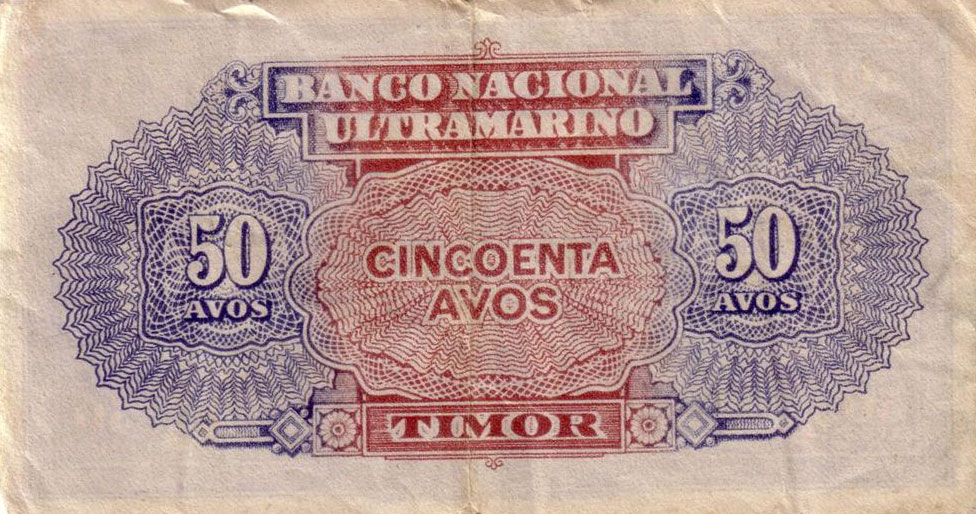 BANCO NACIONAL
ULTRAMARINO
50
AVOS
CINCOENTA
AVOS
50
AVOS
TIMOR